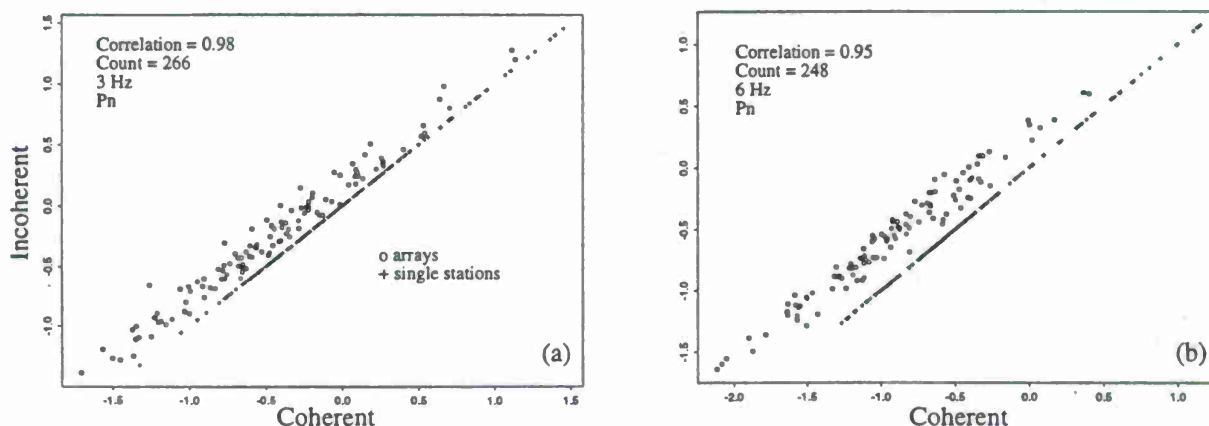 Correlation = 0.98
Count = 266
3 Hz
Pn
o arrays
+ single stations
(a)
Incoherent
1.5
1.0
0.5
0.0
-0.5
-1.0
-1.5
-1.0
-0.5
0.0
0.5
1.0
1.5
Coherent
Correlation = 0.95
Count = 248
6 Hz
Pn
(b)
1.0
0.5
0.0
-0.5
-1.0
-1.5
-2.0
-1.5
-1.0
-0.5
0.0
0.5
1.0
Coherent